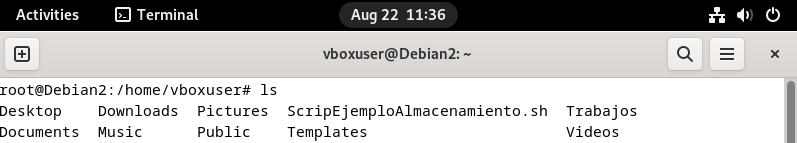 Activities Terminal Aug 22 11:36
vboxuser@Debian2: ~
root@Debian2:/home/vboxuser# ls
Desktop Downloads Pictures ScripEjemploAlmacenamiento.sh Trabajos
Documents Music Public Templates Videos